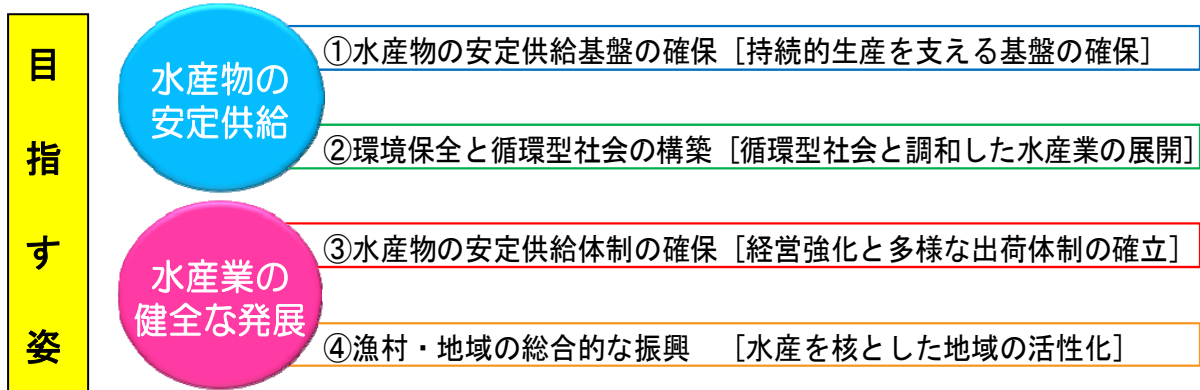 目指す姿
水産物の
安定供給
①水産物の安定供給基盤の確保［持続的生産を支える基盤の確保］
②環境保全と循環型社会の構築［循環型社会と調和した水産業の展開］
水産業の
健全な発展
③水産物の安定供給体制の確保［経営強化と多様な出荷体制の確立］
④漁村・地域の総合的な振興　［水産を核とした地域の活性化］